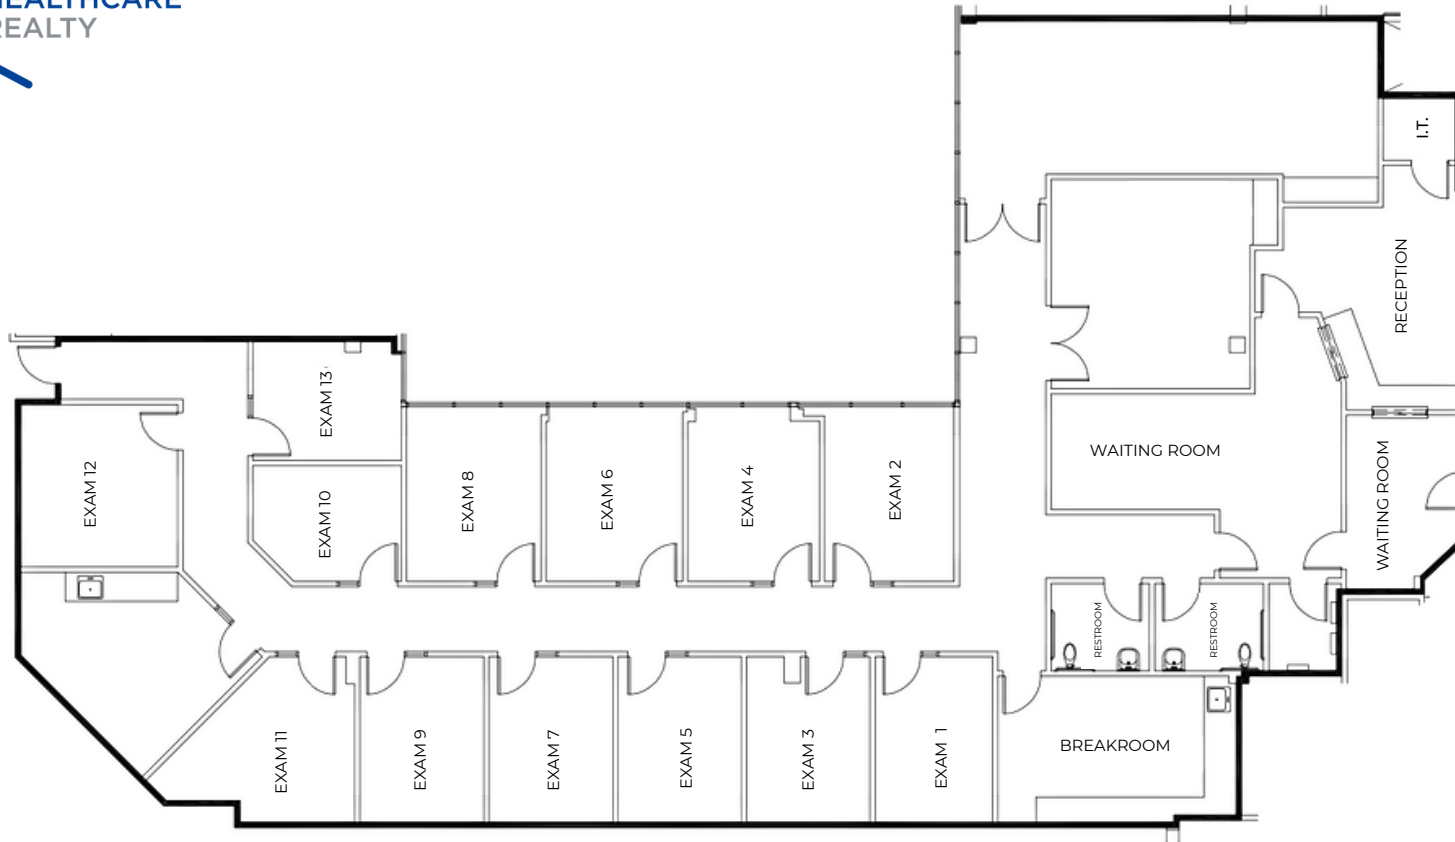 HEALTHCARE
REALTY
I.T.
RECEPTION
EXAM 13
WAITING ROOM
WAITING ROOM
EXAM 12
EXAM 10
EXAM 8
EXAM 6
EXAM 4
EXAM 2
RESTROOM
RESTROOM
EXAM 11
EXAM 9
EXAM 7
EXAM 5
EXAM 3
EXAM 1
BREAKROOM